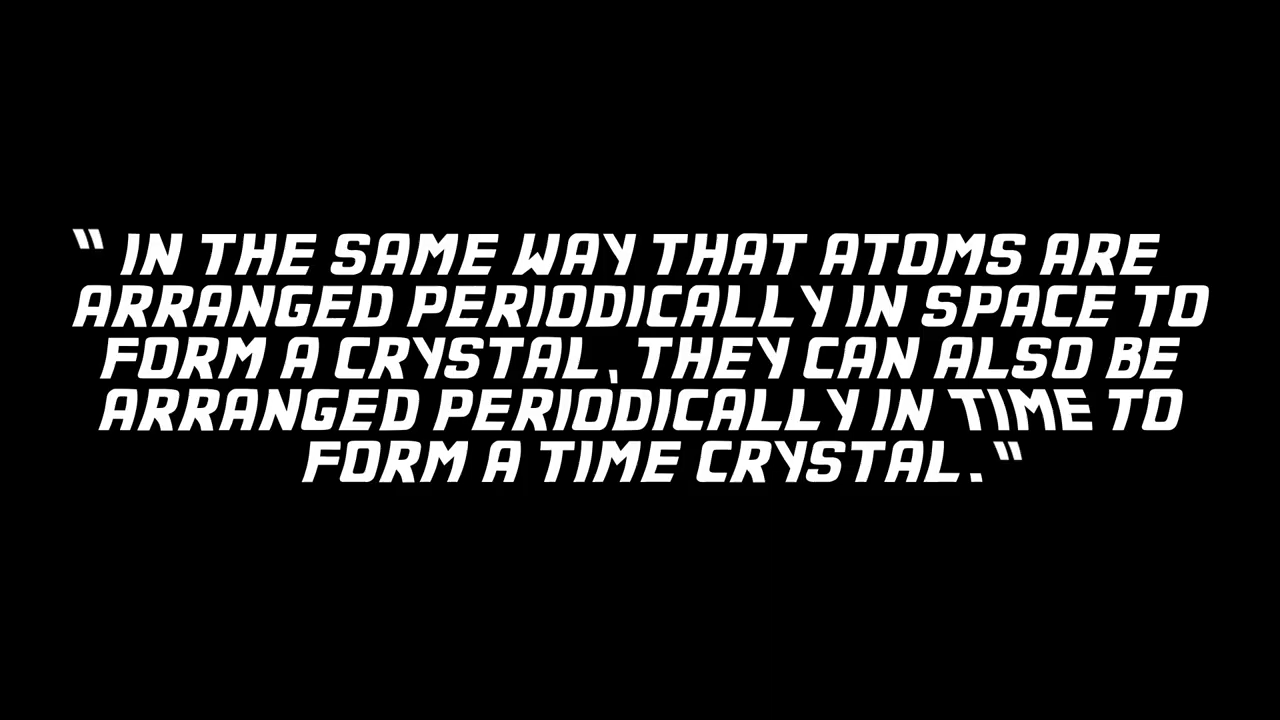 " IN THE SAME WAY THAT ATOMS ARE
ARRANGED PERIODICALLY IN SPACE TO
FORM A CRYSTAL, THEY CAN ALSO BE
ARRANGED PERIODICALLY IN TIME TO
FORM A TIME CRYSTAL."